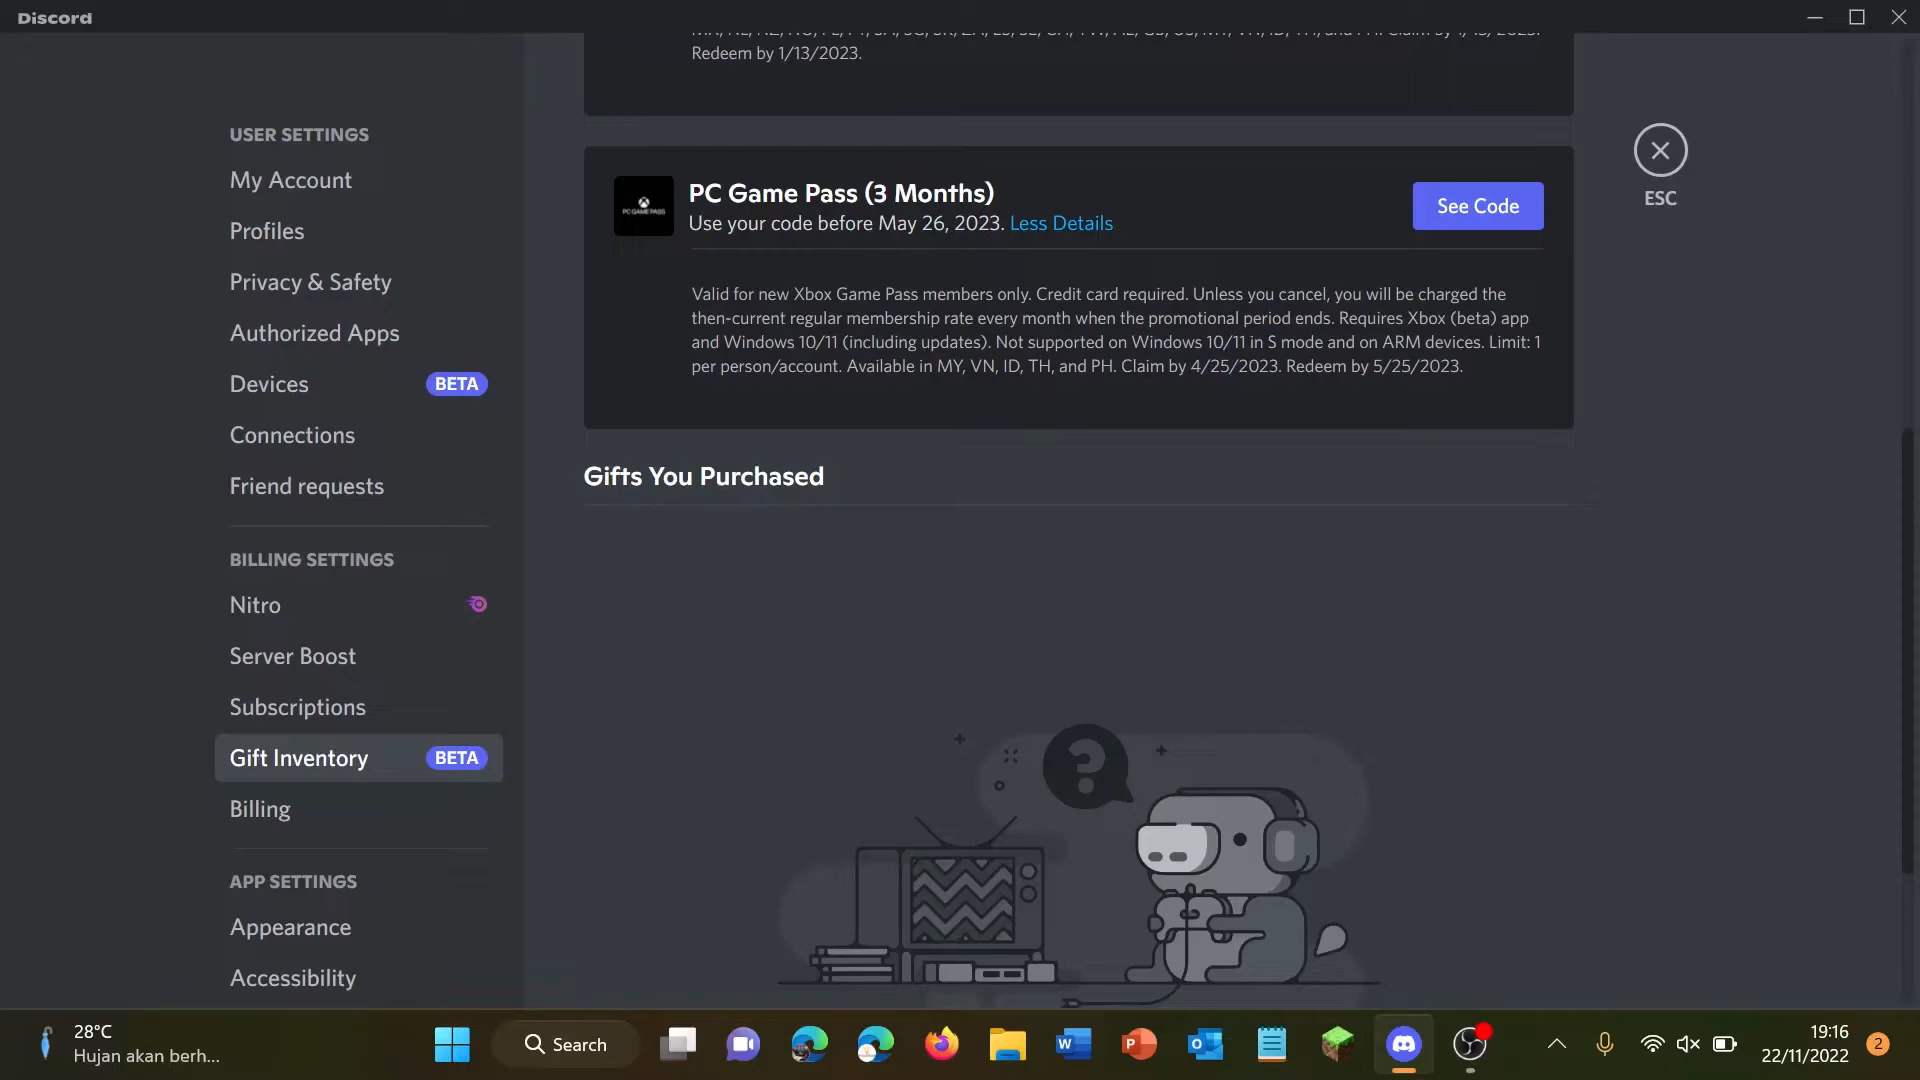 Discord
Redeem by 1/13/2023.
USER SETTINGS
My Account
Profiles
Privacy & Safety
Authorized Apps
Devices
BETA
Connections
Friend requests
BILLING SETTINGS
Nitro
Server Boost
Subscriptions
Gift Inventory
BETA
Billing
APP SETTINGS
Appearance
Accessibility
PC GAME PASS
PC Game Pass (3 Months)
Use your code before May 26, 2023. Less Details
See Code
Valid for new Xbox Game Pass members only. Credit card required. Unless you cancel, you will be charged the
then-current regular membership rate every month when the promotional period ends. Requires Xbox (beta) app
and Windows 10/11 (including updates). Not supported on Windows 10/11 in S mode and on ARM devices. Limit: 1
per person/account. Available in MY, VN, ID, TH, and PH. Claim by 4/25/2023. Redeem by 5/25/2023.
ESC
Gifts You Purchased
?
28°C
Hujan akan berh...
Search
W
P
O
19:16
22/11/2022
2